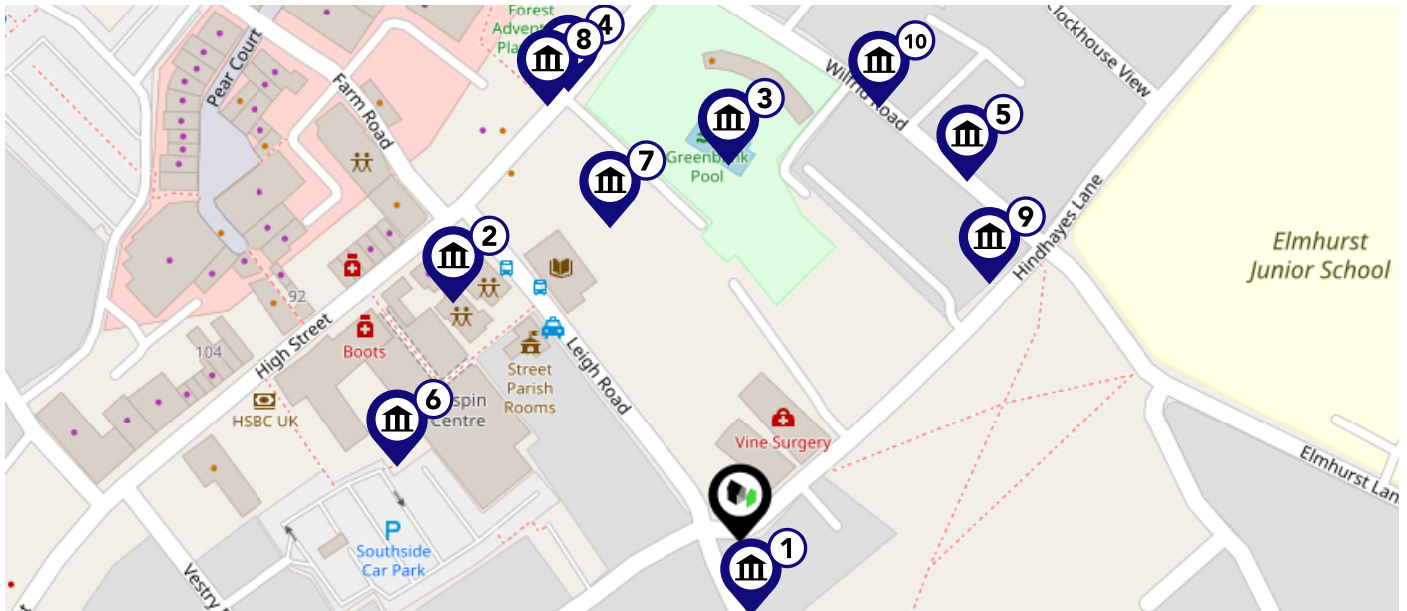 Forest
Advent
Pla
4
8
10
Clockhouse View
Pear Court
Farm Road
Wilfrid Road
3
5
Greenbank
Pool
7
9
Hindhayes Lane
Elmhurst
Junior School
2
92
High Street
104
Boots
HSBC UK
Street
Parish
Rooms
Leigh Road
6
spin
Centre
Vine Surgery
Elmhurst Lan
P
Southside
Car Park
Vestry
1